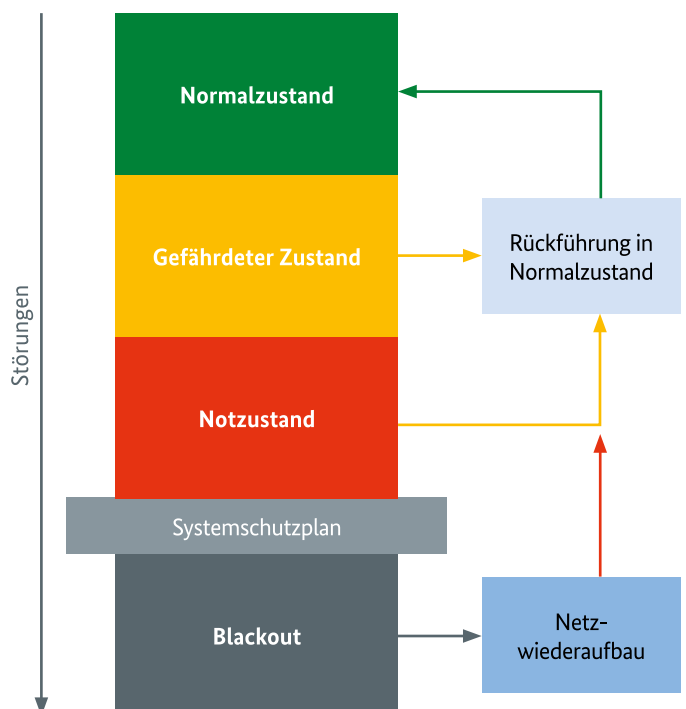 Normalzustand
Gefährdeter Zustand
Rückführung in
Normalzustand
Störungen
Notzustand
Systemschutzplan
Blackout
Netz-
wiederaufbau